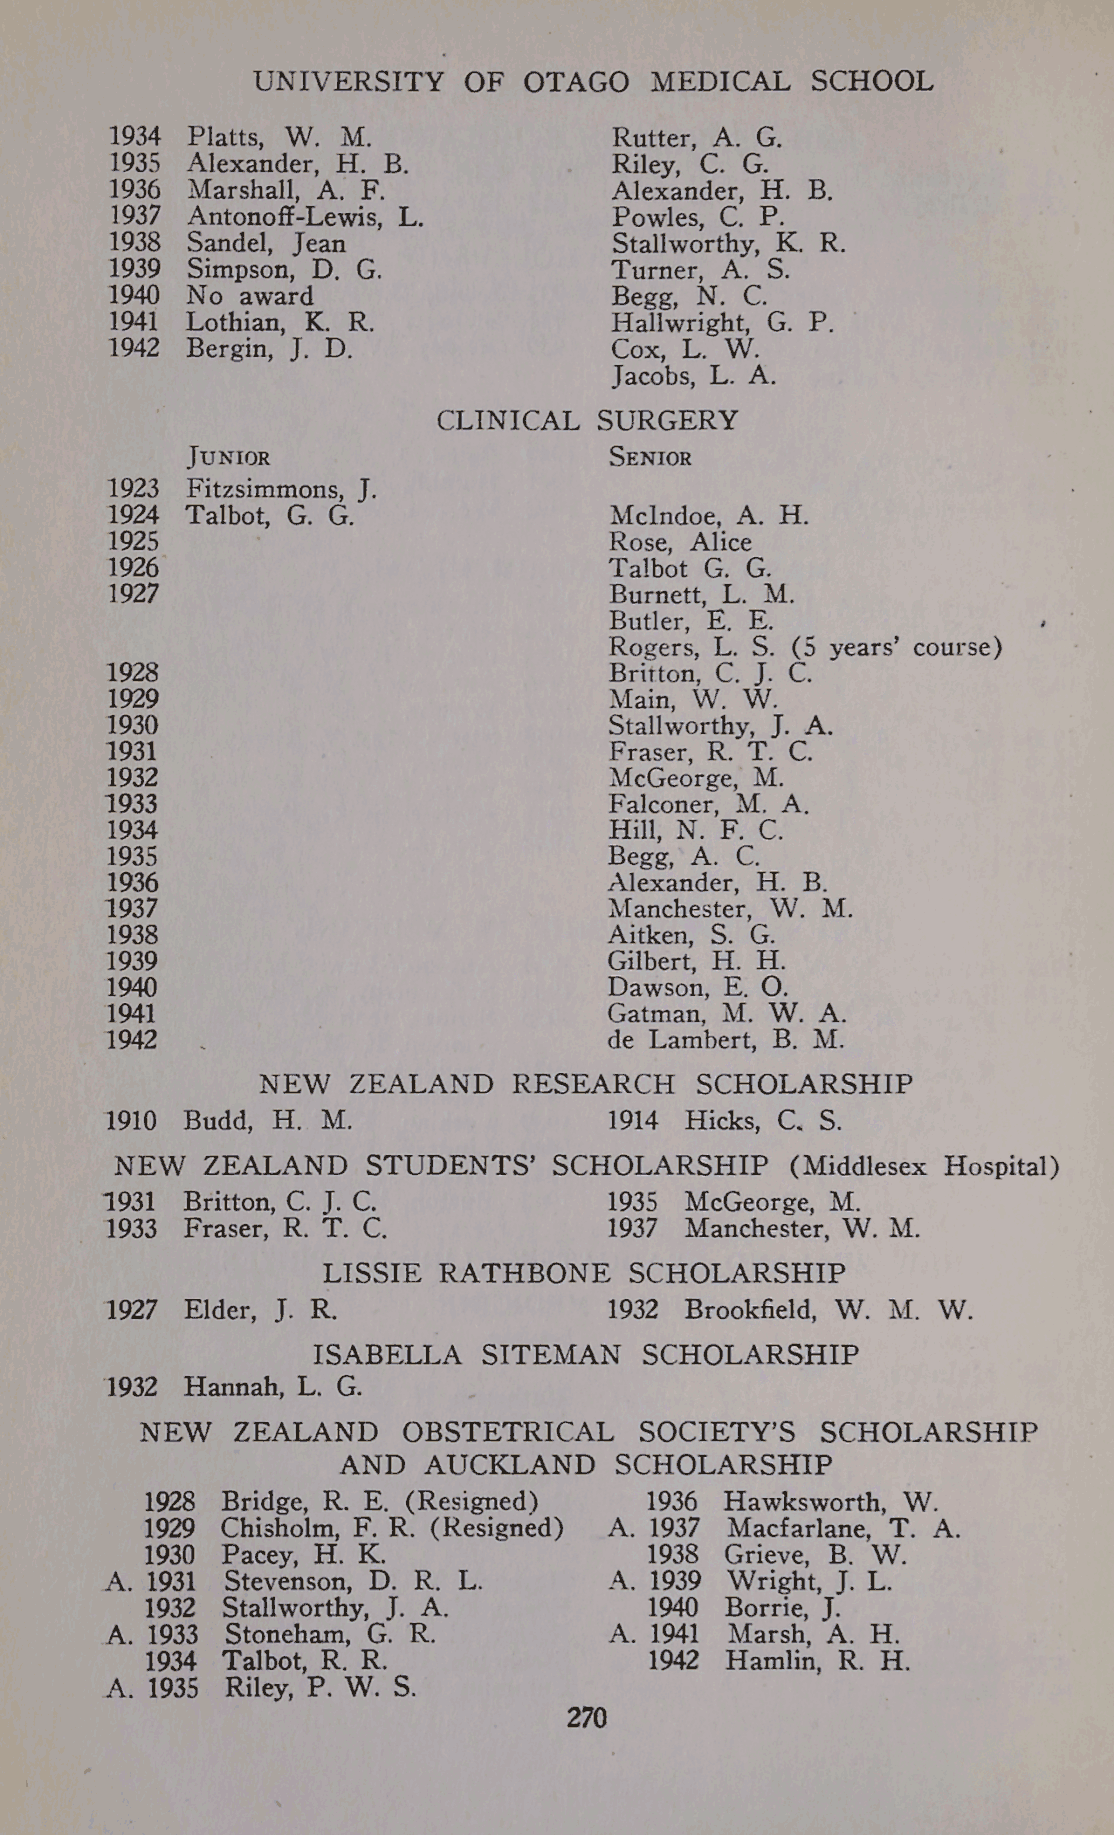 UNIVERSITY OF OTAGO MEDICAL SCHOOL
1934 Platts, W. M. Rutter, A. G.
1935 Alexander, H. B. Riley, C. G.
1936 Marshall, A. F. Alexander, H. B.
1937 Antonoff-Lewis, L. Powles, C. P.
1938 Sandel, Jean Stallworthy, K. R.
1939 Simpson, D. G. Turner, A. S.
1940 No award Begg, N. C.
1941 Lothian, K. R. Hallwright, G. P.
1942 Bergin, J. D. Cox, L. W.
Jacobs, L. A.
CLINICAL SURGERY
JUNIOR SENIOR
1923 Fitzsimmons, J.
1924 Talbot, G. G. McIndoe, A. H.
1925 Rose, Alice
1926 Talbot G. G.
1927 Burnett, L. M.
Butler, E. E.
Rogers, L. S. (5 years' course)
1928 Britton, C. J. C.
1929 Main, W. W.
1930 Stallworthy, J. A.
1931 Fraser, R. T. C.
1932 McGeorge, M.
1933 Falconer, M. A.
1934 Hill, N. F. C.
1935 Begg, A. C.
1936 Alexander, H. B.
1937 Manchester, W. M.
1938 Aitken, S. G.
1939 Gilbert, H. H.
1940 Dawson, E. O.
1941 Gatman, M. W. A.
1942 de Lambert, B. M.
NEW ZEALAND RESEARCH SCHOLARSHIP
1910 Budd, H. M. 1914 Hicks, C. S.
NEW ZEALAND STUDENTS' SCHOLARSHIP (Middlesex Hospital)
1931 Britton, C. J. C. 1935 McGeorge, M.
1933 Fraser, R. T. C. 1937 Manchester, W. M.
LISSIE RATHBONE SCHOLARSHIP
1927 Elder, J. R. 1932 Brookfield, W. M. W.
ISABELLA SITEMAN SCHOLARSHIP
1932 Hannah, L. G.
NEW ZEALAND OBSTETRICAL SOCIETY'S SCHOLARSHIP
AND AUCKLAND SCHOLARSHIP
1928 Bridge, R. E. (Resigned) 1936 Hawksworth, W.
1929 Chisholm, F. R. (Resigned) A. 1937 Macfarlane, T. A.
1930 Pacey, H. K. 1938 Grieve, B. W.
A. 1931 Stevenson, D. R. L. A. 1939 Wright, J. L.
1932 Stallworthy, J. A. 1940 Borrie, J.
A. 1933 Stoneham, G. R. A. 1941 Marsh, A. H.
1934 Talbot, R. R. 1942 Hamlin, R. H.
A. 1935 Riley, P. W. S.
270